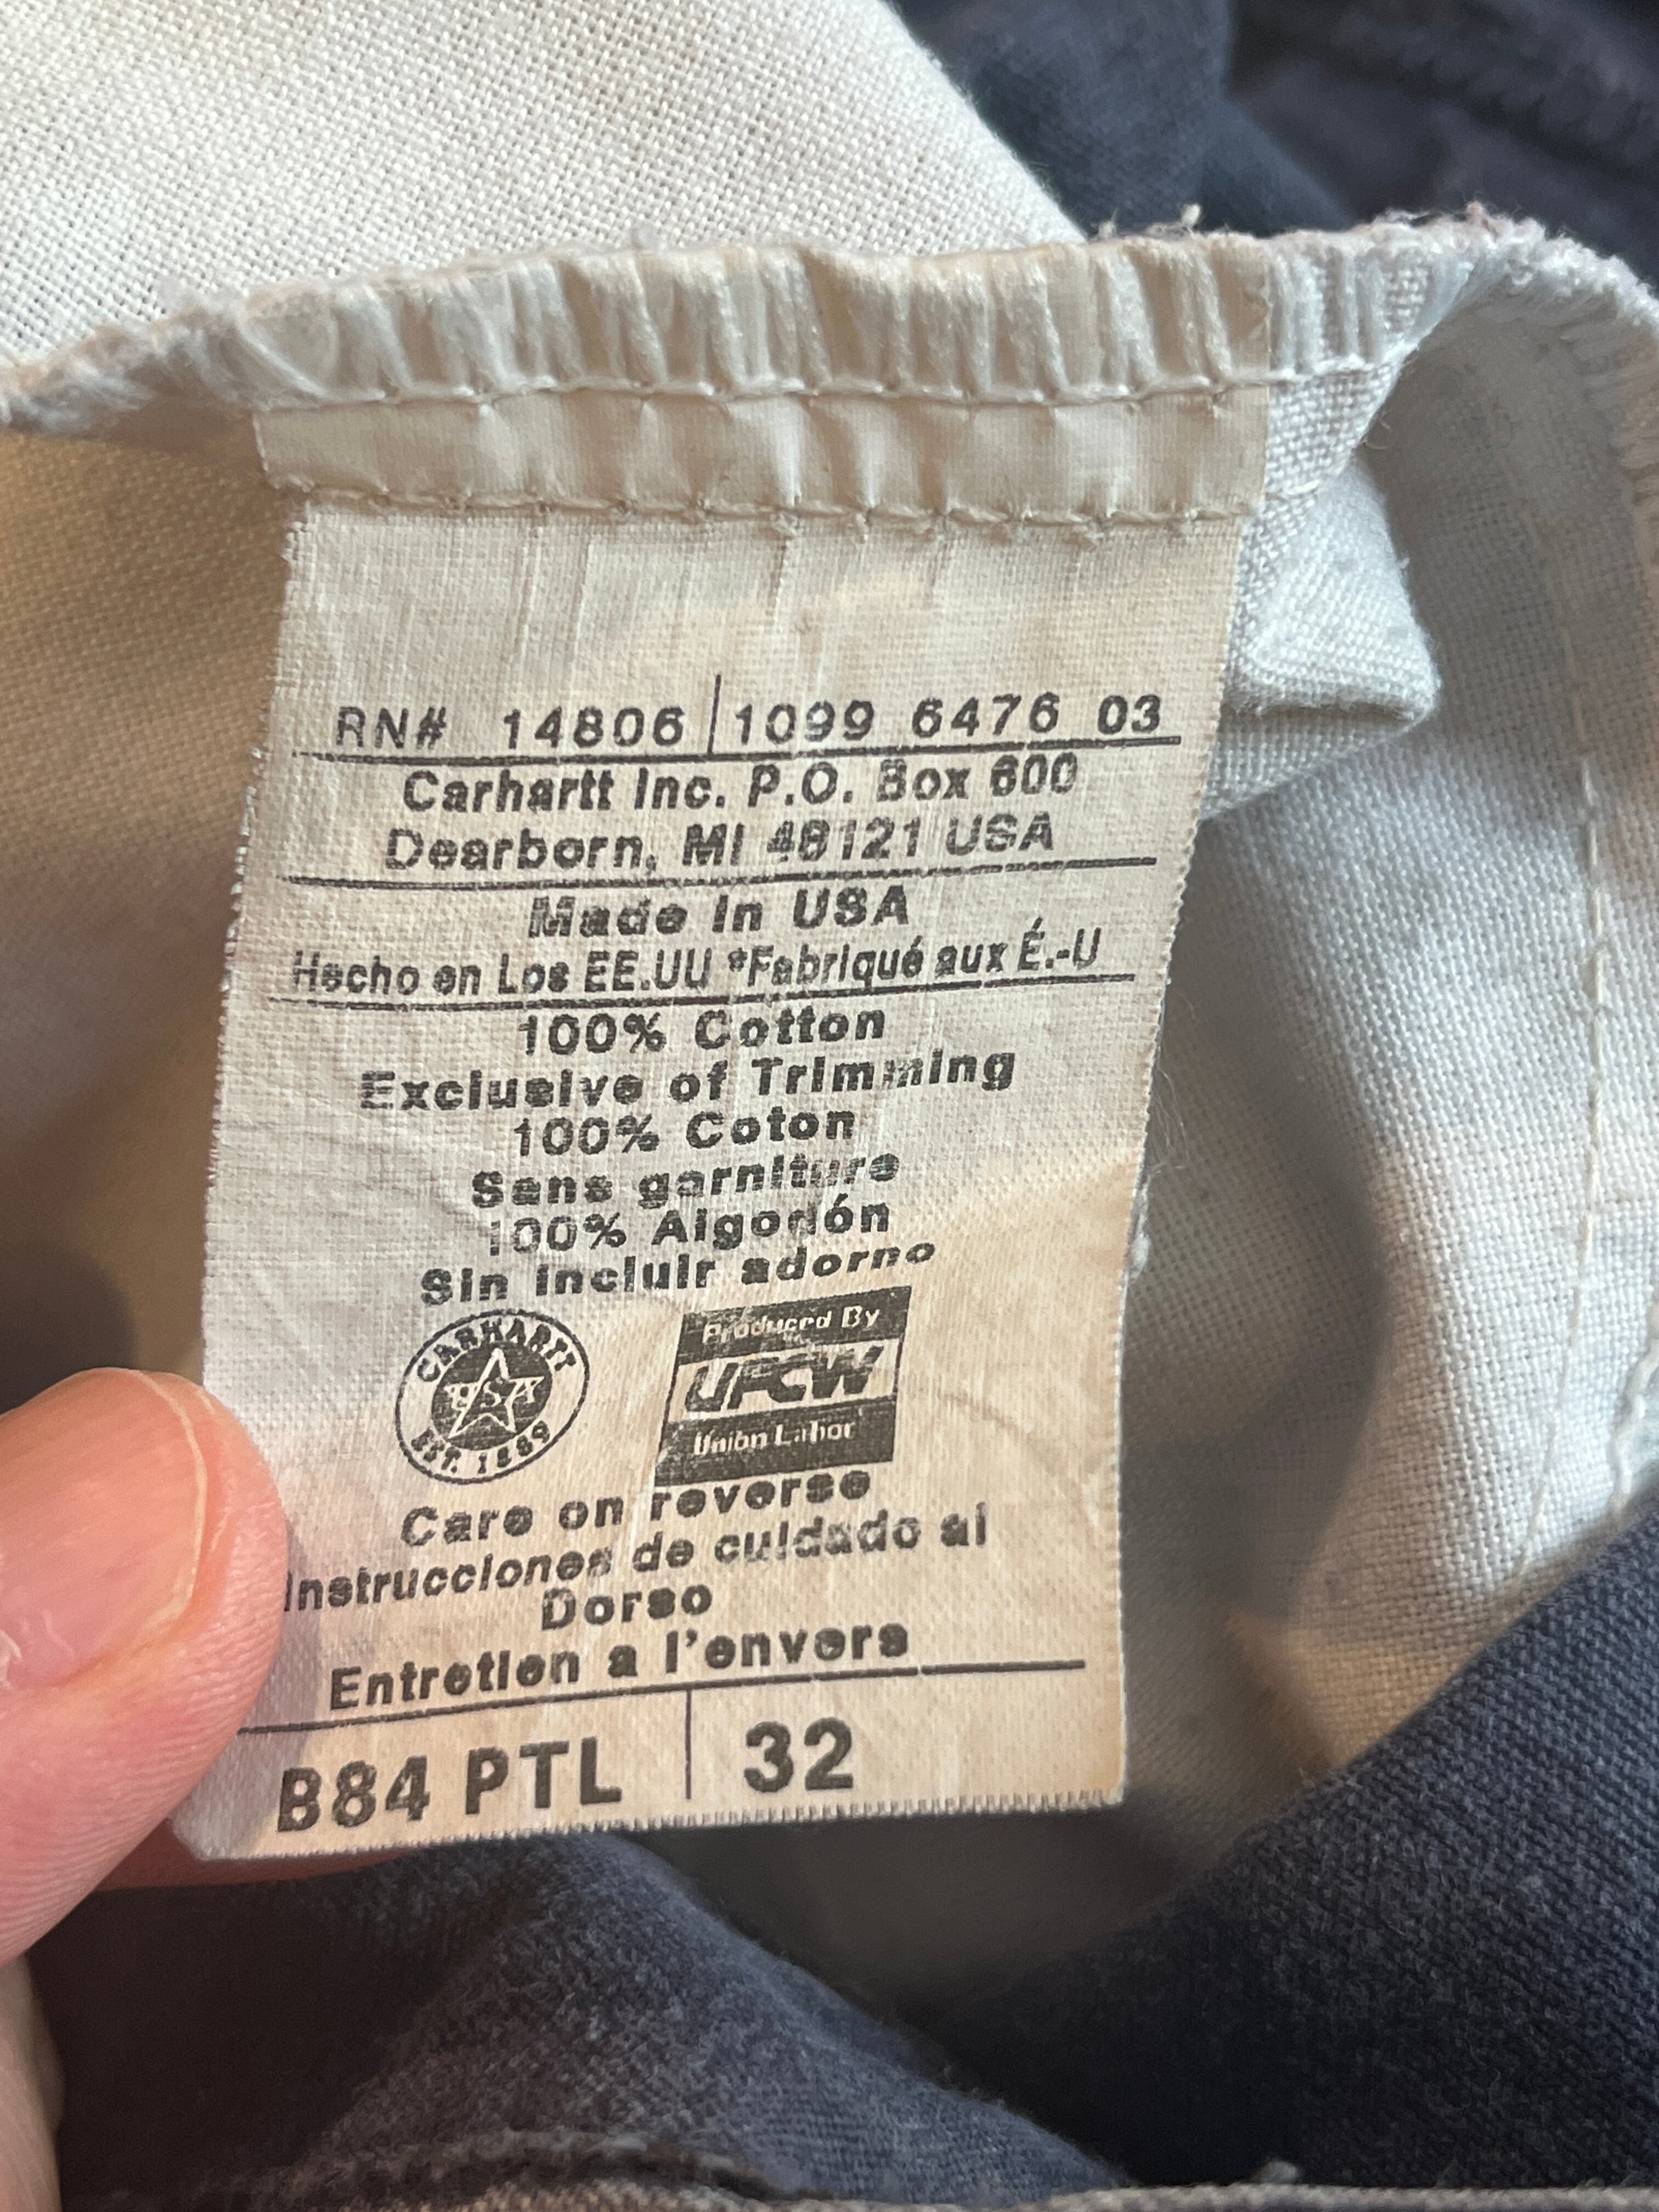 RN# 14806 | 1099 6476 03
Carhartt Inc. P.O. Box 600
Dearborn, MI 48121 USA
Made in USA
Hecho en Los EE.UU *Fabriqué aux É.-U
100% Cotton
Exclusive of Trimming
100% Coton
Sans garniture
100% Algodón
Sin incluir adorno
CARHARTT
USA
EST. 1889
Produced By
UFCW
Union Labor
Care on reverse
Instrucciones de cuidado al
Dorso
Entretien a l'envers
B84 PTL | 32